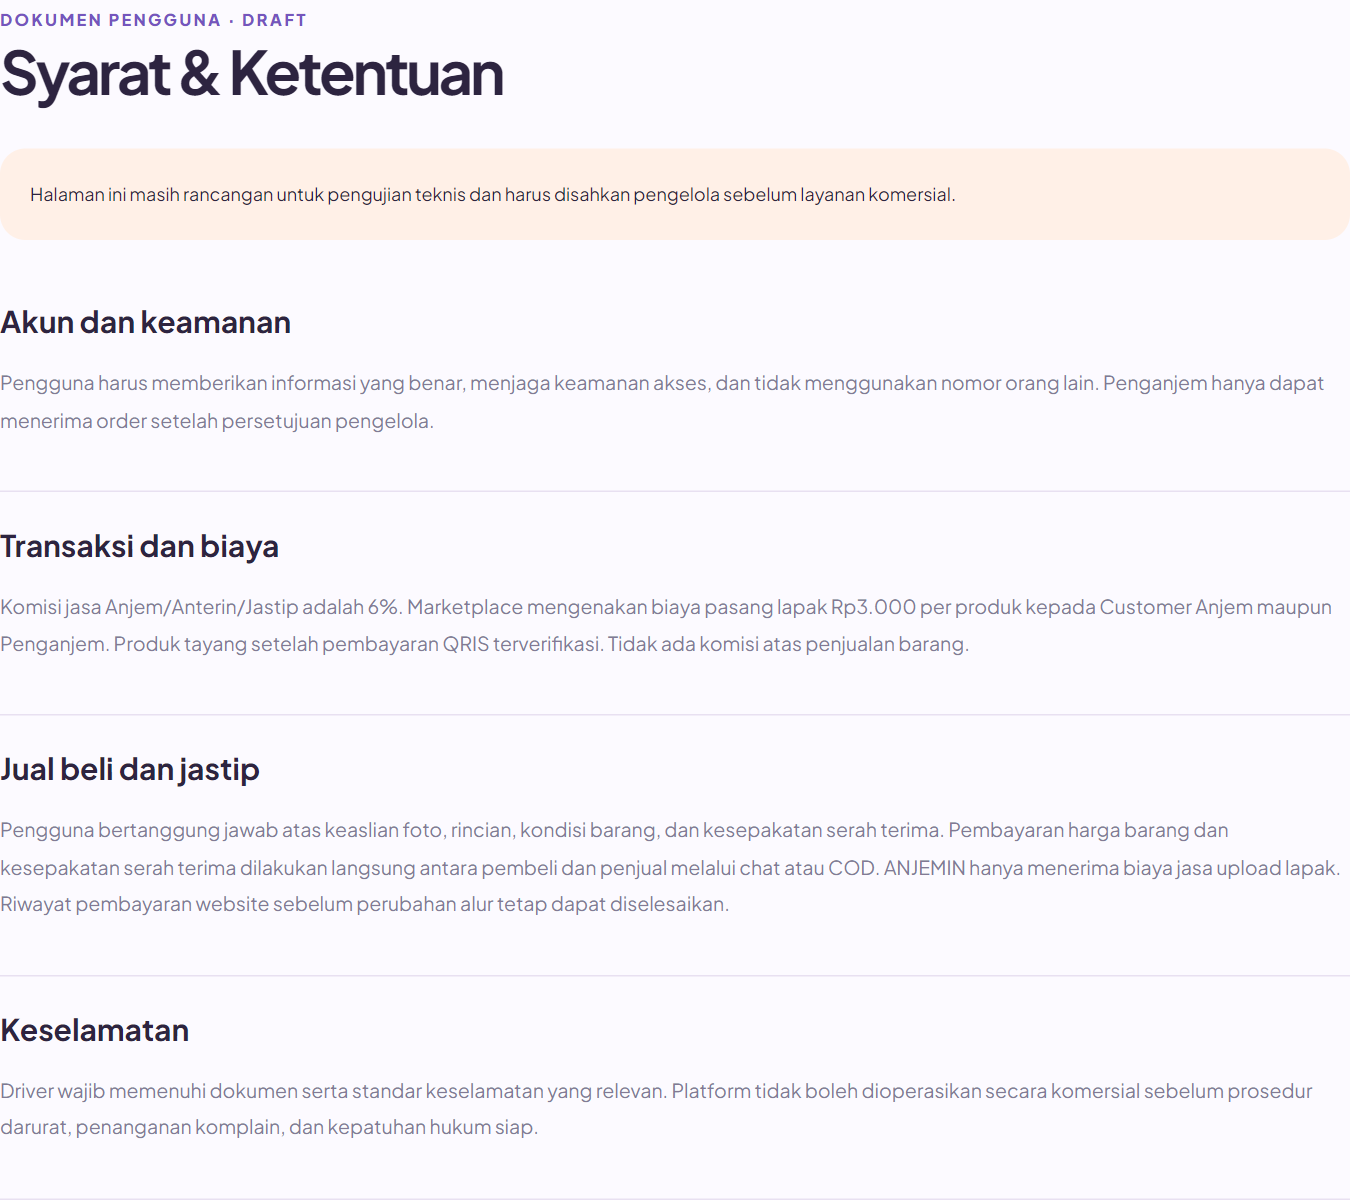 DOKUMEN PENGGUNA · DRAFT
Syarat & Ketentuan
Halaman ini masih rancangan untuk pengujian teknis dan harus disahkan pengelola sebelum layanan komersial.
Akun dan keamanan
Pengguna harus memberikan informasi yang benar, menjaga keamanan akses, dan tidak menggunakan nomor orang lain. Penganjem hanya dapat
menerima order setelah persetujuan pengelola.
Transaksi dan biaya
Komisi jasa Anjem/Anterin/Jastip adalah 6%. Marketplace mengenakan biaya pasang lapak Rp3.000 per produk kepada Customer Anjem maupun
Penganjem. Produk tayang setelah pembayaran QRIS terverifikasi. Tidak ada komisi atas penjualan barang.
Jual beli dan jastip
Pengguna bertanggung jawab atas keaslian foto, rincian, kondisi barang, dan kesepakatan serah terima. Pembayaran harga barang dan
kesepakatan serah terima dilakukan langsung antara pembeli dan penjual melalui chat atau COD. ANJEMIN hanya menerima biaya jasa upload lapak.
Riwayat pembayaran website sebelum perubahan alur tetap dapat diselesaikan.
Keselamatan
Driver wajib memenuhi dokumen serta standar keselamatan yang relevan. Platform tidak boleh dioperasikan secara komersial sebelum prosedur
darurat, penanganan komplain, dan kepatuhan hukum siap.